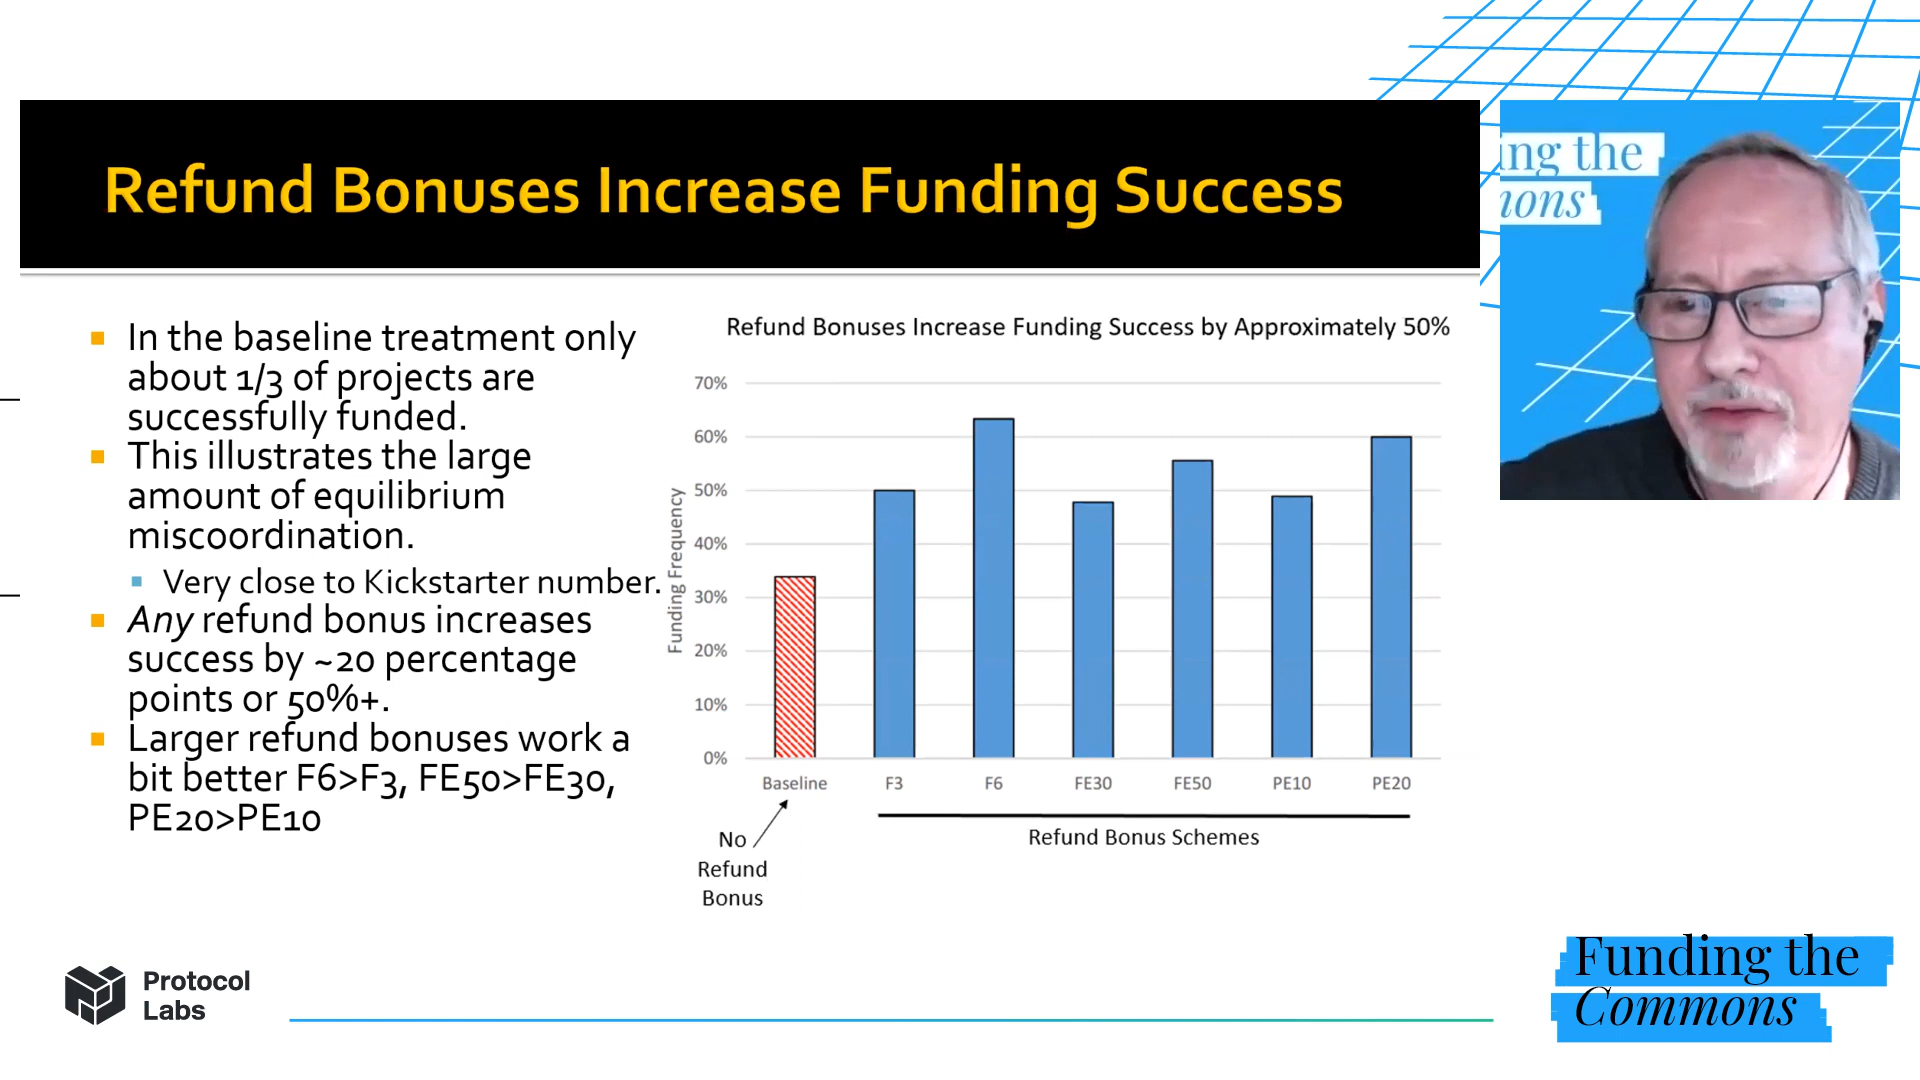 Refund Bonuses Increase Funding Success
ing the
ons
In the baseline treatment only
about 1/3 of projects are
successfully funded.
This illustrates the large
amount of equilibrium
miscoordination.
Very close to Kickstarter number.
Any refund bonus increases
success by ~20 percentage
points or 50%+.
Larger refund bonuses work a
bit better F6>F3, FE50>FE30,
PE20>PE10
Refund Bonuses Increase Funding Success by Approximately 50%
Funding Frequency
70%
60%
50%
40%
30%
20%
10%
0%
Baseline F3 F6 FE30 FE50 PE10 PE20
No
Refund
Bonus
Refund Bonus Schemes
Protocol
Labs
Funding the
Commons